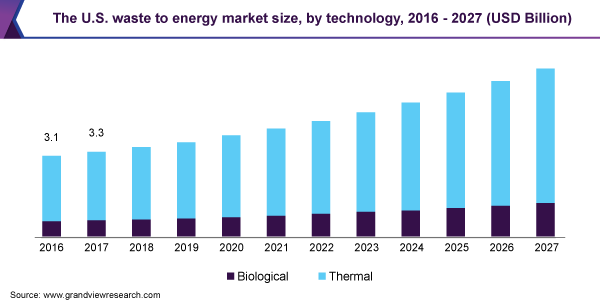 The U.S. waste to energy market size, by technology, 2016 - 2027 (USD Billion)
3.1
3.3
2016 2017 2018 2019 2020 2021 2022 2023 2024 2025 2026 2027
Biological Thermal
Source: www.grandviewresearch.com